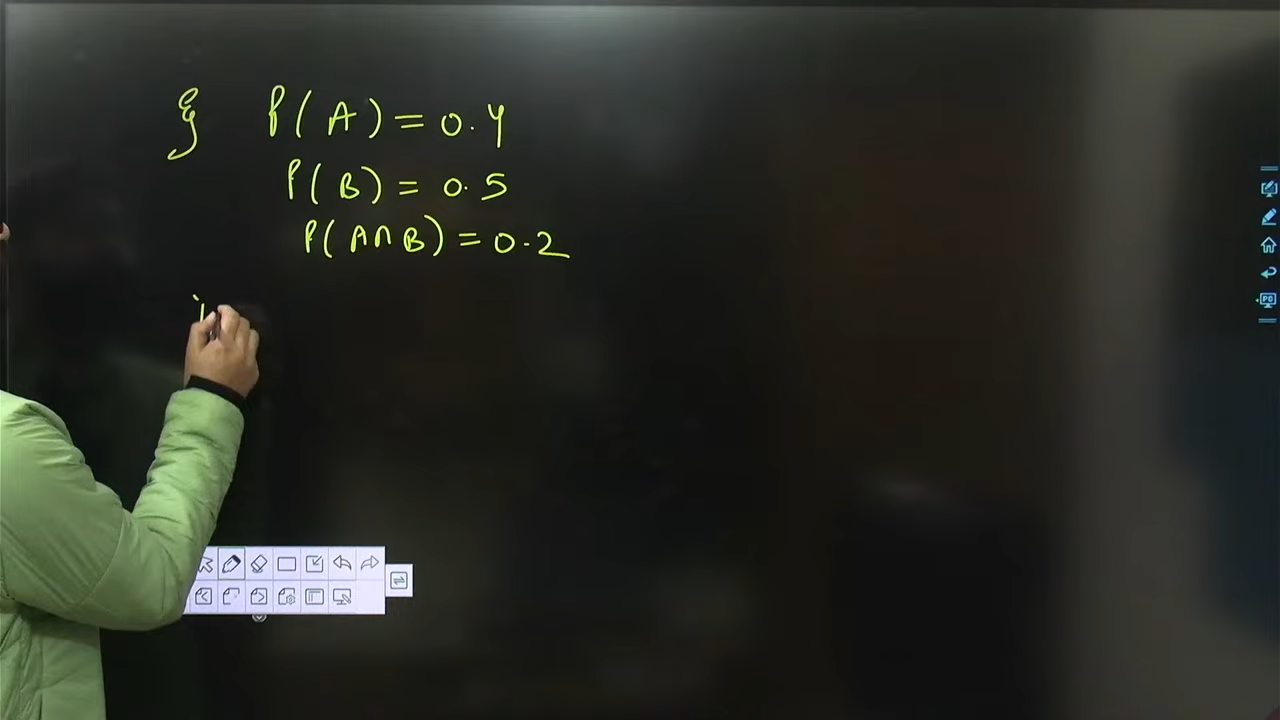 P(A) = 0.4
P(B) = 0.5
P(A∩B) = 0.2